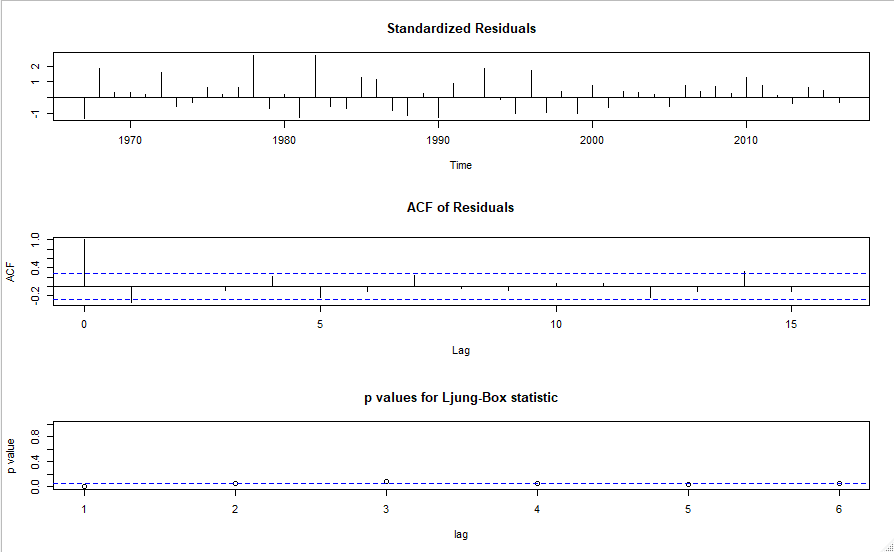 Standardized Residuals
2
1
-1
1970 1980 1990 2000 2010
Time
ACF of Residuals
1.0
0.4
-0.2
ACF
0 5 10 15
Lag
p values for Ljung-Box statistic
0.8
0.4
0.0
p value
1 2 3 4 5 6
lag